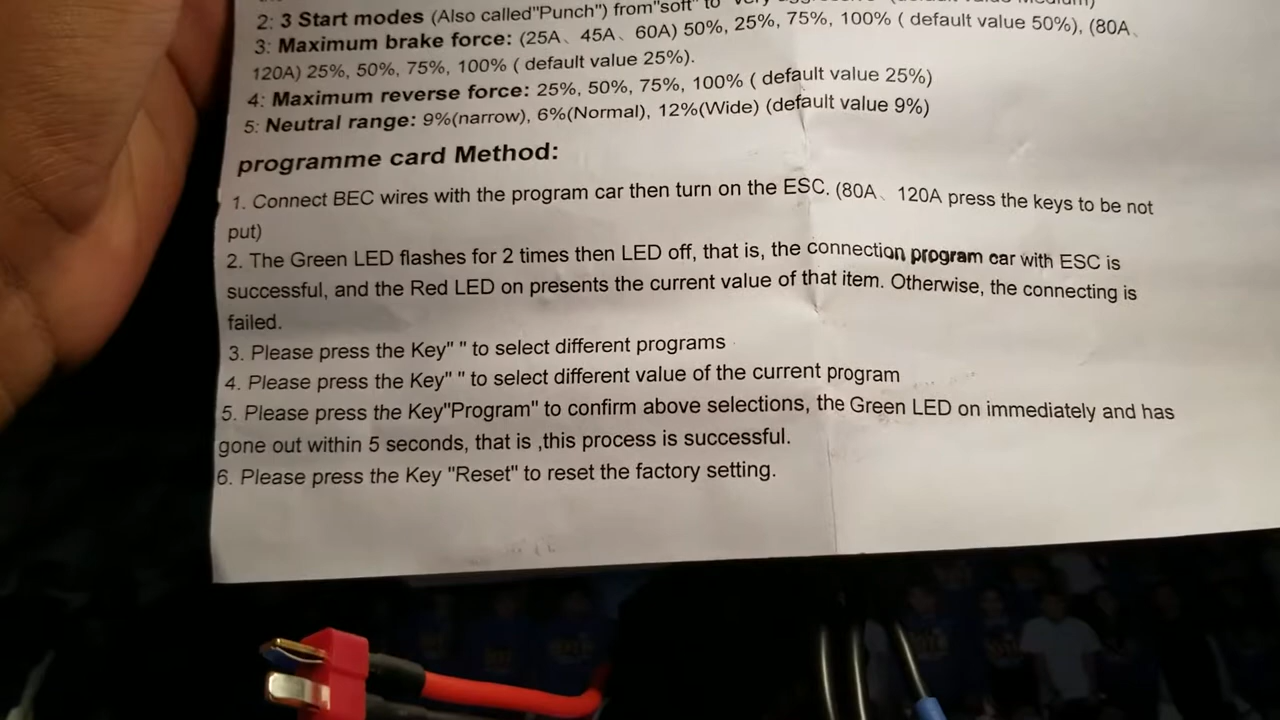 2: 3 Start modes (Also called"Punch") from"soft" to
3: Maximum brake force: (25A、45A、60A) 50%, 25%, 75%, 100% ( default value 50%), (80A、
120A) 25%, 50%, 75%, 100% ( default value 25%).
4: Maximum reverse force: 25%, 50%, 75%, 100% ( default value 25%)
5: Neutral range: 9%(narrow), 6%(Normal), 12%(Wide) (default value 9%)
programme card Method:
1. Connect BEC wires with the program car then turn on the ESC. (80A、120A press the keys to be not
put)
2. The Green LED flashes for 2 times then LED off, that is, the connection program car with ESC is
successful, and the Red LED on presents the current value of that item. Otherwise, the connecting is
failed.
3. Please press the Key" " to select different programs
4. Please press the Key" " to select different value of the current program
5. Please press the Key"Program" to confirm above selections, the Green LED on immediately and has
gone out within 5 seconds, that is ,this process is successful.
6. Please press the Key "Reset" to reset the factory setting.